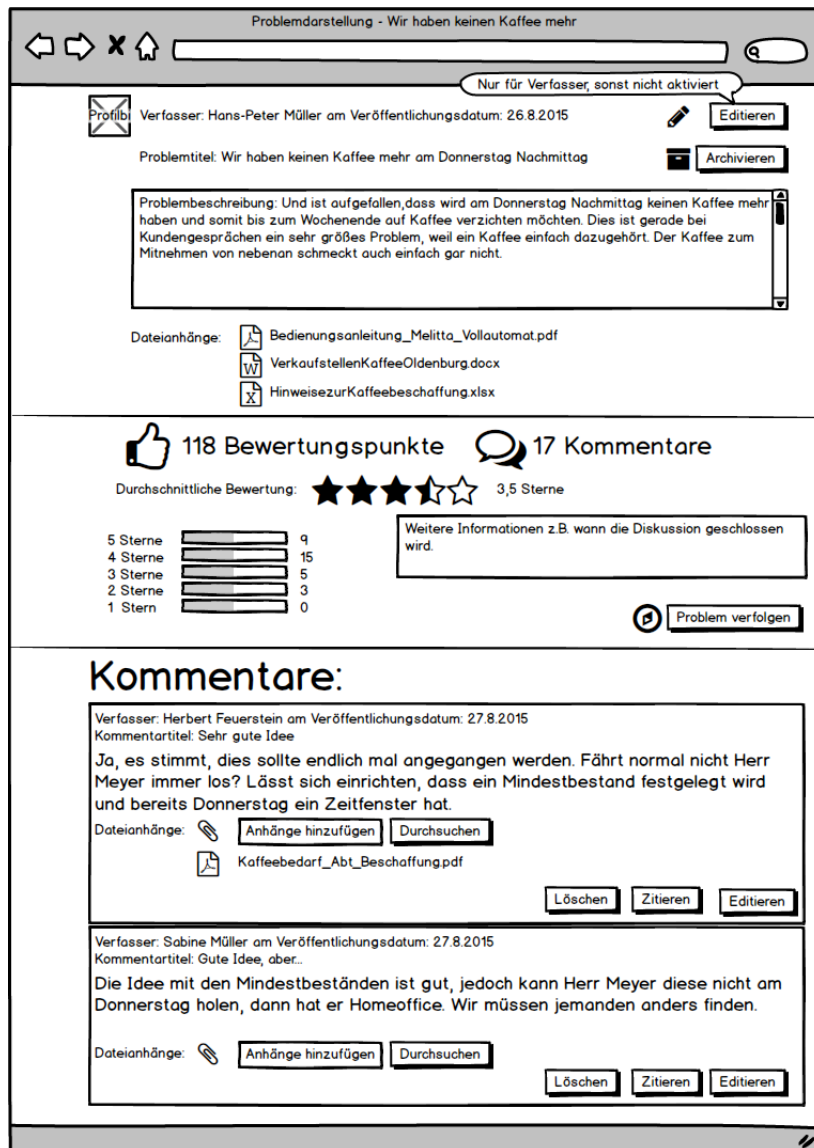 Problemdarstellung - Wir haben keinen Kaffee mehr
Nur für Verfasser, sonst nicht aktiviert
Profilbi
Verfasser: Hans-Peter Müller am Veröffentlichungsdatum: 26.8.2015
Editieren
Problemtitel: Wir haben keinen Kaffee mehr am Donnerstag Nachmittag
Archivieren
Problembeschreibung: Und ist aufgefallen,dass wird am Donnerstag Nachmittag keinen Kaffee mehr
haben und somit bis zum Wochenende auf Kaffee verzichten möchten. Dies ist gerade bei
Kundengesprächen ein sehr größes Problem, weil ein Kaffee einfach dazugehört. Der Kaffee zum
Mitnehmen von nebenan schmeckt auch einfach gar nicht.
Dateianhänge:
Bedienungsanleitung_Melitta_Vollautomat.pdf
W
VerkaufstellenKaffeeOldenburg.docx
X
HinweisezurKaffeebeschaffung.xlsx
118 Bewertungspunkte
17 Kommentare
Durchschnittliche Bewertung:
3,5 Sterne
5 Sterne 9
4 Sterne 15
3 Sterne 5
2 Sterne 3
1 Stern 0
Weitere Informationen z.B. wann die Diskussion geschlossen
wird.
Problem verfolgen
Kommentare:
Verfasser: Herbert Feuerstein am Veröffentlichungsdatum: 27.8.2015
Kommentartitel: Sehr gute Idee
Ja, es stimmt, dies sollte endlich mal angegangen werden. Fährt normal nicht Herr
Meyer immer los? Lässt sich einrichten, dass ein Mindestbestand festgelegt wird
und bereits Donnerstag ein Zeitfenster hat.
Dateianhänge:
Anhänge hinzufügen
Durchsuchen
Kaffeebedarf_Abt_Beschaffung.pdf
Löschen
Zitieren
Editieren
Verfasser: Sabine Müller am Veröffentlichungsdatum: 27.8.2015
Kommentartitel: Gute Idee, aber...
Die Idee mit den Mindestbeständen ist gut, jedoch kann Herr Meyer diese nicht am
Donnerstag holen, dann hat er Homeoffice. Wir müssen jemanden anders finden.
Dateianhänge:
Anhänge hinzufügen
Durchsuchen
Löschen
Zitieren
Editieren